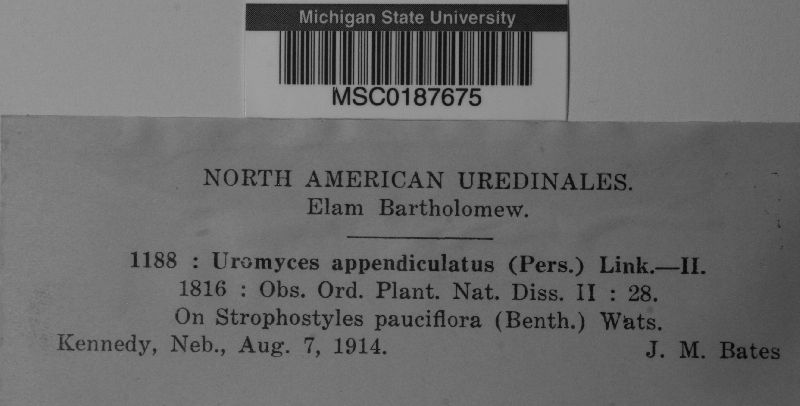 Michigan State University
MSC0187675
NORTH AMERICAN UREDINALES.
Elam Bartholomew.
1188 : Uromyces appendiculatus (Pers.) Link.—II.
1816 : Obs. Ord. Plant. Nat. Diss. II : 28.
On Strophostyles pauciflora (Benth.) Wats.
Kennedy, Neb., Aug. 7, 1914. J. M. Bates